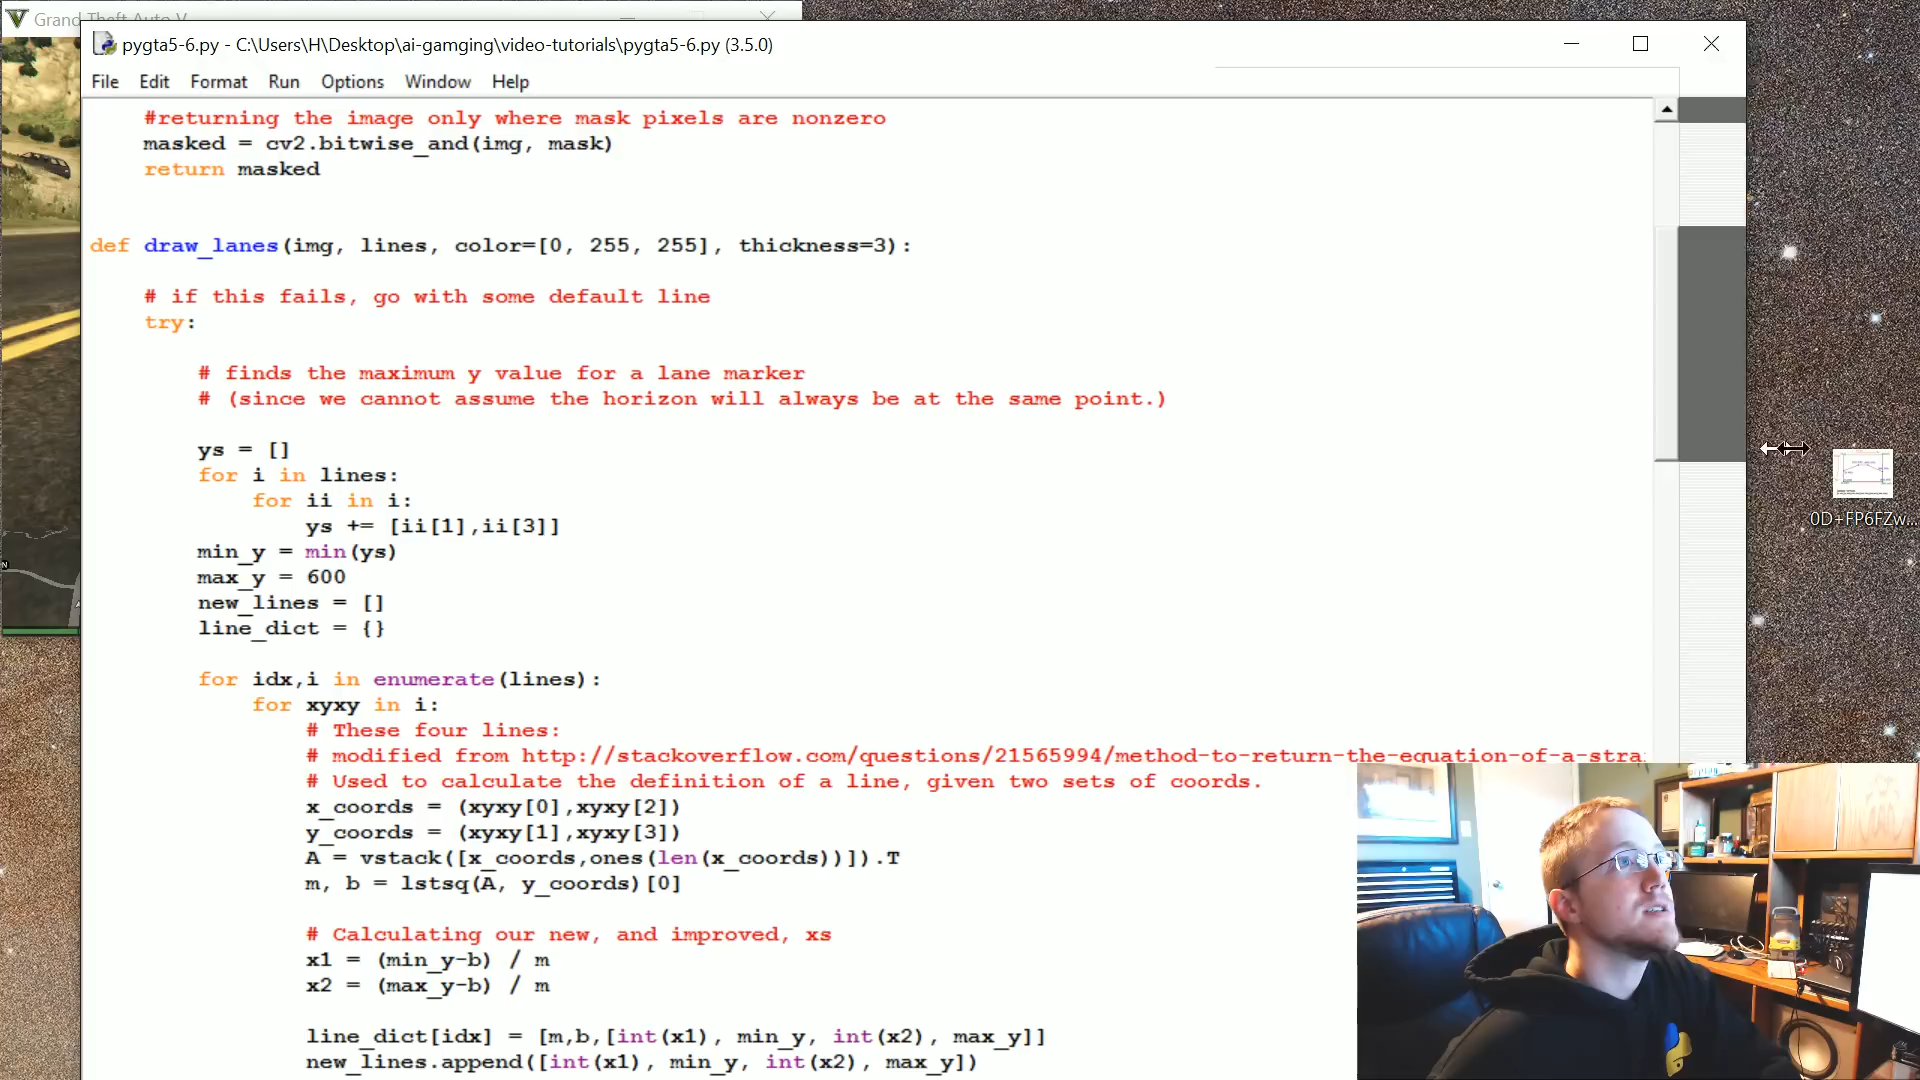 Grand Theft Auto V
pygta5-6.py - C:\Users\H\Desktop\ai-gamging\video-tutorials\pygta5-6.py (3.5.0)
File Edit Format Run Options Window Help
#returning the image only where mask pixels are nonzero
masked = cv2.bitwise_and(img, mask)
return masked
def draw_lanes(img, lines, color=[0, 255, 255], thickness=3):
# if this fails, go with some default line
try:
# finds the maximum y value for a lane marker
# (since we cannot assume the horizon will always be at the same point.)
ys = []
for i in lines:
for ii in i:
ys += [ii[1],ii[3]]
min_y = min(ys)
max_y = 600
new_lines = []
line_dict = {}
for idx,i in enumerate(lines):
for xyxy in i:
# These four lines:
# modified from http://stackoverflow.com/questions/21565994/method-to-return-the-equation-of-a-stra
# Used to calculate the definition of a line, given two sets of coords.
x_coords = (xyxy[0],xyxy[2])
y_coords = (xyxy[1],xyxy[3])
A = vstack([x_coords,ones(len(x_coords))]).T
m, b = lstsq(A, y_coords)[0]
# Calculating our new, and improved, xs
x1 = (min_y-b) / m
x2 = (max_y-b) / m
line_dict[idx] = [m,b,[int(x1), min_y, int(x2), max_y]]
new_lines.append([int(x1), min_y, int(x2), max_y])
0D+FP6FZw...